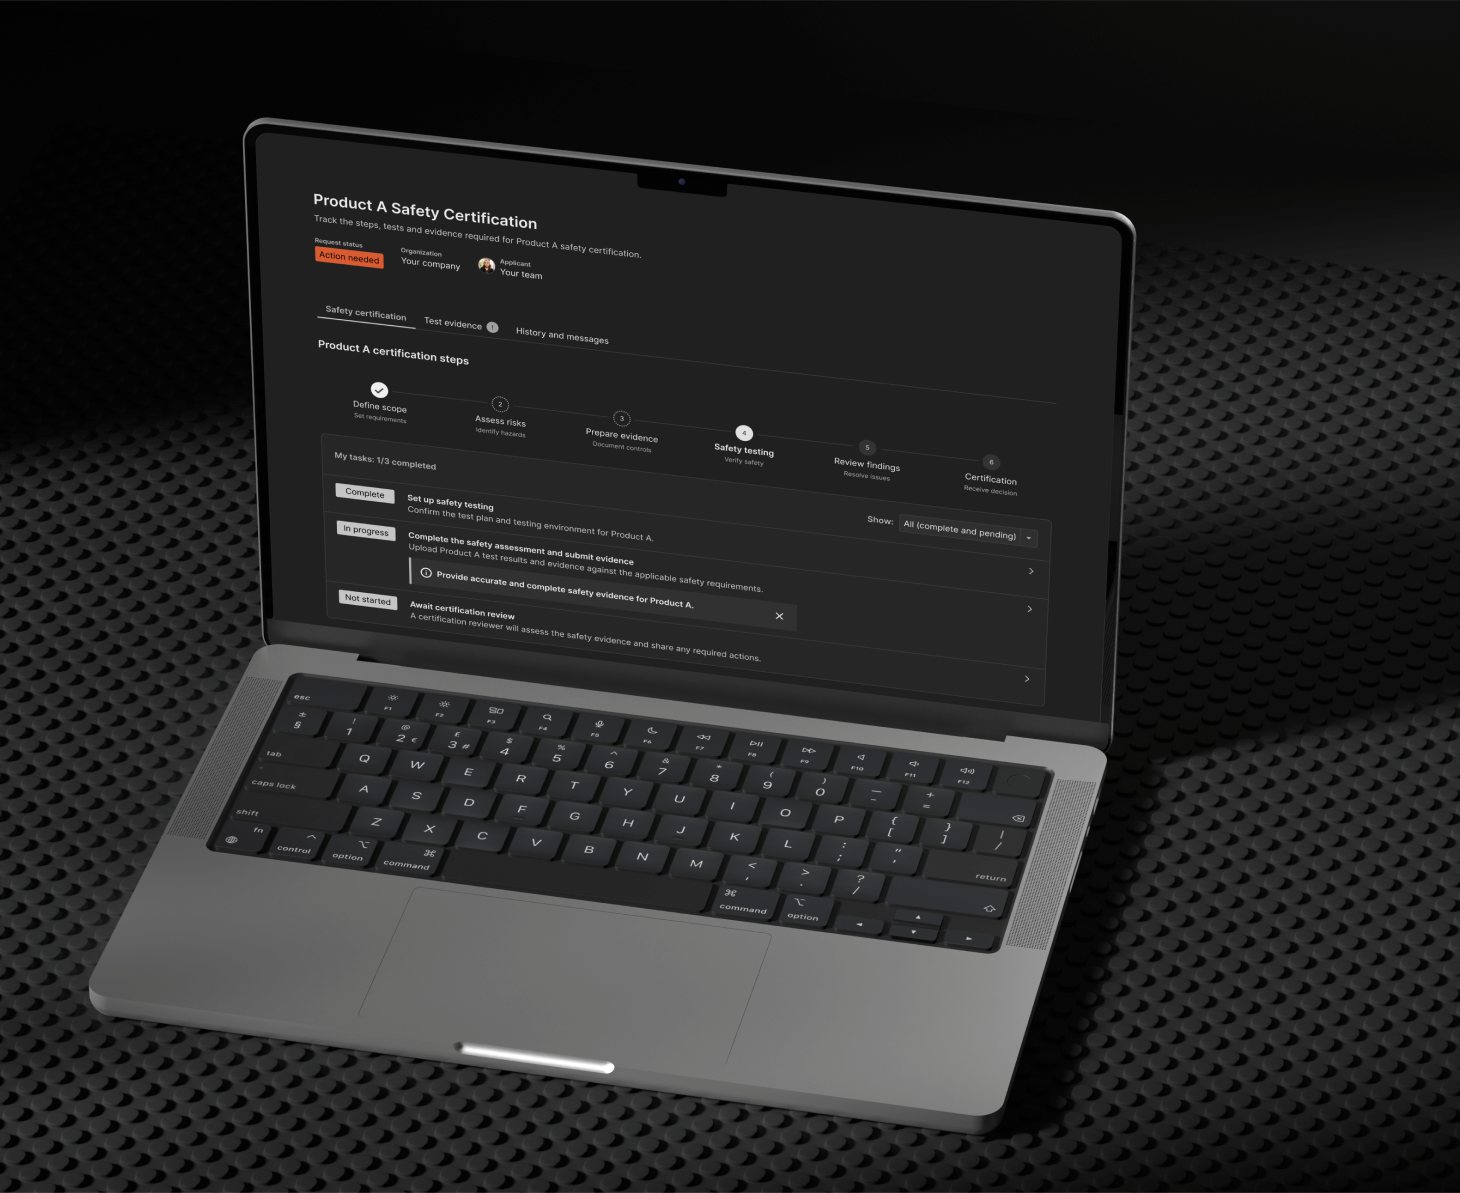 Product A Safety Certification
Track the steps, tests and evidence required for Product A safety certification.
Request status
Action needed
Organization
Your company
Applicant
Your team
Safety certification
Test evidence 1
History and messages
Product A certification steps
Define scope
Set requirements
2
Assess risks
Identify hazards
3
Prepare evidence
Document controls
4
Safety testing
Verify safety
5
Review findings
Resolve issues
6
Certification
Receive decision
My tasks: 1/3 completed
Show: All (complete and pending)
Complete
Set up safety testing
Confirm the test plan and testing environment for Product A.
In progress
Complete the safety assessment and submit evidence
Upload Product A test results and evidence against the applicable safety requirements.
Provide accurate and complete safety evidence for Product A.
Not started
Await certification review
A certification reviewer will assess the safety evidence and share any required actions.
esc F1 F2 F3 F4 F5 F6 F7 F8 F9 F10 F11 F12
± § ! 1 @ 2 € £ 3 # $ 4 % 5 ^ 6 & 7 * 8 ( 9 ) 0 — - + =
tab Q W E R T Y U I O P { [ } ]
caps lock A S D F G H J K L : ; " ' | / return
shift Z X C V B N M < , > . ? /
fn control ^ option ⌥ command ⌘ ⌘ command ⌥ option